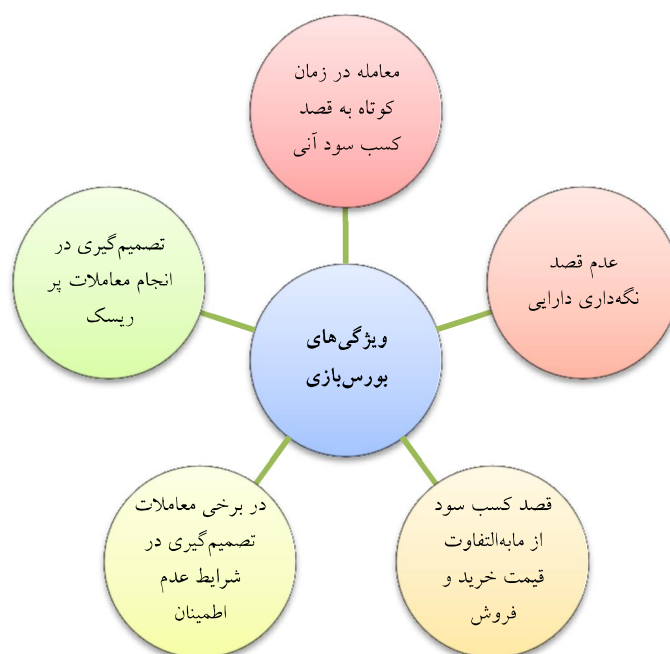 معامله در زمان
کوتاه به قصد
کسب سود آنی
عدم قصد
نگه‌داری دارایی
قصد کسب سود
از مابه‌التفاوت
قیمت خرید و
فروش
در برخی معاملات
تصمیم‌گیری در
شرایط عدم
اطمینان
تصمیم‌گیری در
انجام معاملات پر
ریسک
ویژگی‌های
بورس‌بازی